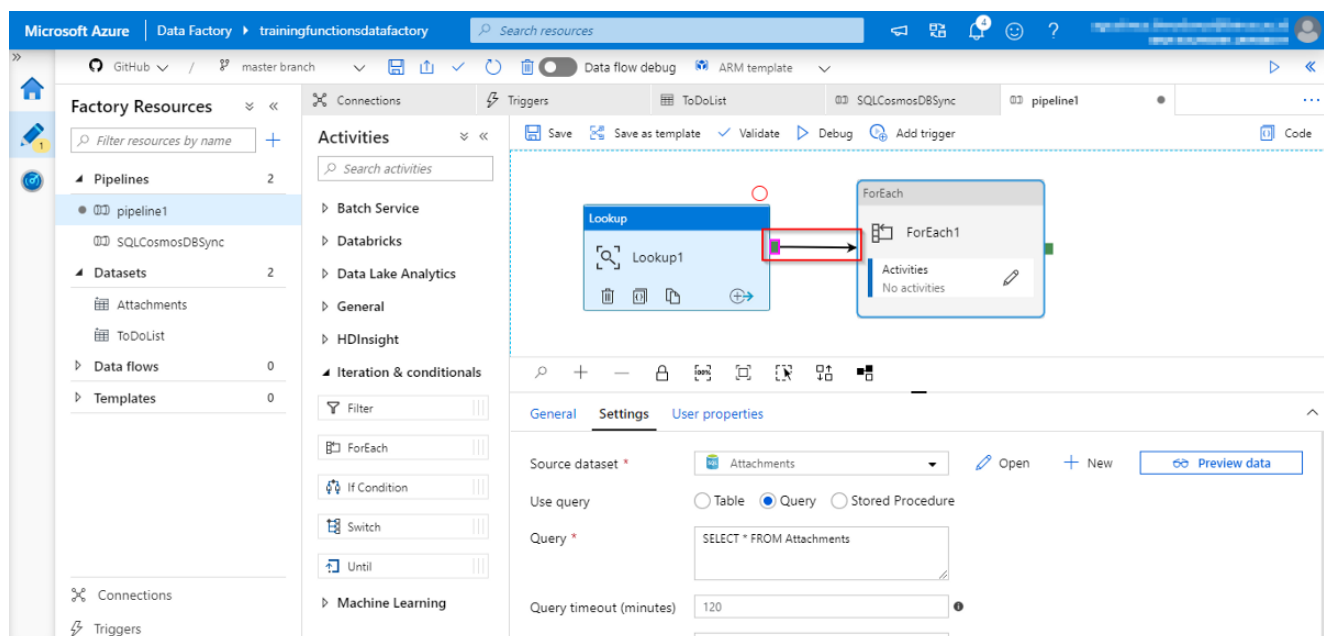 Microsoft Azure
Data Factory
trainingfunctionsdatafactory
Search resources
4
?
GitHub
/
master branch
Data flow debug
ARM template
1
Factory Resources
Filter resources by name
Pipelines 2
pipeline1
SQLCosmosDBSync
Datasets 2
Attachments
ToDoList
Data flows 0
Templates 0
Connections
Triggers
Connections
Triggers
ToDoList
SQLCosmosDBSync
pipeline1
Activities
Search activities
Batch Service
Databricks
Data Lake Analytics
General
HDInsight
Iteration & conditionals
Filter
ForEach
If Condition
Switch
Until
Machine Learning
Save
Save as template
Validate
Debug
Add trigger
Code
Lookup
Lookup1
ForEach
ForEach1
Activities
No activities
100%
General
Settings
User properties
Source dataset *
SQL
Attachments
Open
New
Preview data
Use query
Table
Query
Stored Procedure
Query *
SELECT * FROM Attachments
Query timeout (minutes)
120